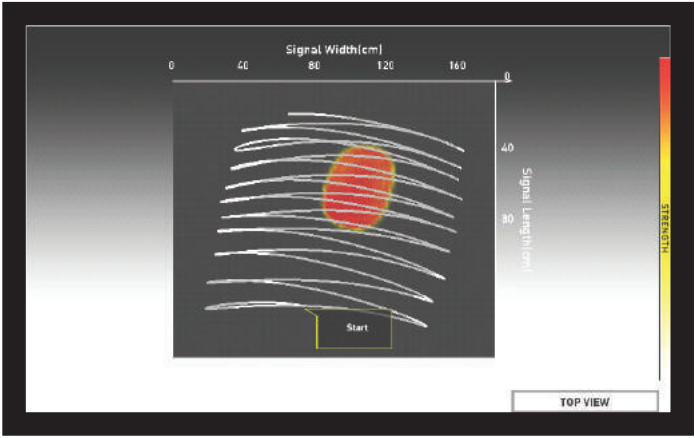 Signal Width(cm)
0 40 80 120 160
0
40
80
Signal Length(cm)
STRENGTH
Start
TOP VIEW